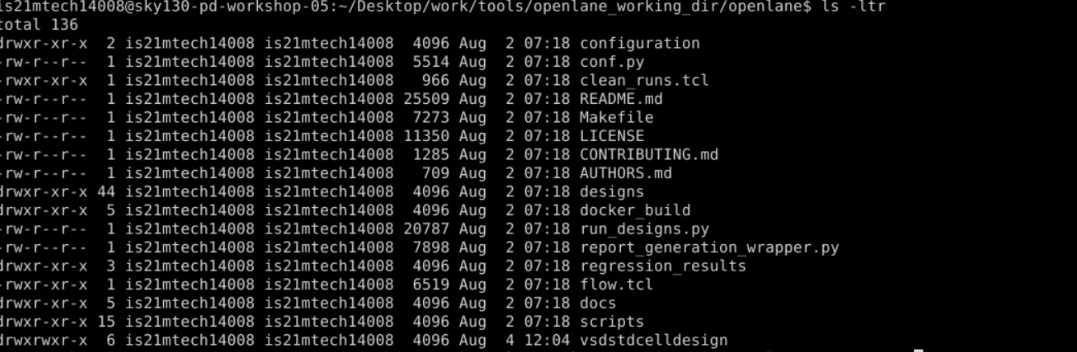 is21mtech14008@sky130-pd-workshop-05:~/Desktop/work/tools/openlane_working_dir/openlane$ ls -ltr
total 136
drwxr-xr-x  2 is21mtech14008 is21mtech14008  4096 Aug  2 07:18 configuration
-rw-r--r--  1 is21mtech14008 is21mtech14008  5514 Aug  2 07:18 conf.py
-rwxr-xr-x  1 is21mtech14008 is21mtech14008   966 Aug  2 07:18 clean_runs.tcl
-rw-r--r--  1 is21mtech14008 is21mtech14008 25509 Aug  2 07:18 README.md
-rw-r--r--  1 is21mtech14008 is21mtech14008  7273 Aug  2 07:18 Makefile
-rw-r--r--  1 is21mtech14008 is21mtech14008 11350 Aug  2 07:18 LICENSE
-rw-r--r--  1 is21mtech14008 is21mtech14008  1285 Aug  2 07:18 CONTRIBUTING.md
-rw-r--r--  1 is21mtech14008 is21mtech14008   709 Aug  2 07:18 AUTHORS.md
drwxr-xr-x 44 is21mtech14008 is21mtech14008  4096 Aug  2 07:18 designs
drwxr-xr-x  5 is21mtech14008 is21mtech14008  4096 Aug  2 07:18 docker_build
-rw-r--r--  1 is21mtech14008 is21mtech14008 20787 Aug  2 07:18 run_designs.py
-rw-r--r--  1 is21mtech14008 is21mtech14008  7898 Aug  2 07:18 report_generation_wrapper.py
drwxr-xr-x  3 is21mtech14008 is21mtech14008  4096 Aug  2 07:18 regression_results
-rwxr-xr-x  1 is21mtech14008 is21mtech14008  6519 Aug  2 07:18 flow.tcl
drwxr-xr-x  5 is21mtech14008 is21mtech14008  4096 Aug  2 07:18 docs
drwxr-xr-x 15 is21mtech14008 is21mtech14008  4096 Aug  2 07:18 scripts
drwxrwxr-x  6 is21mtech14008 is21mtech14008  4096 Aug  4 12:04 vsdstdcelldesign